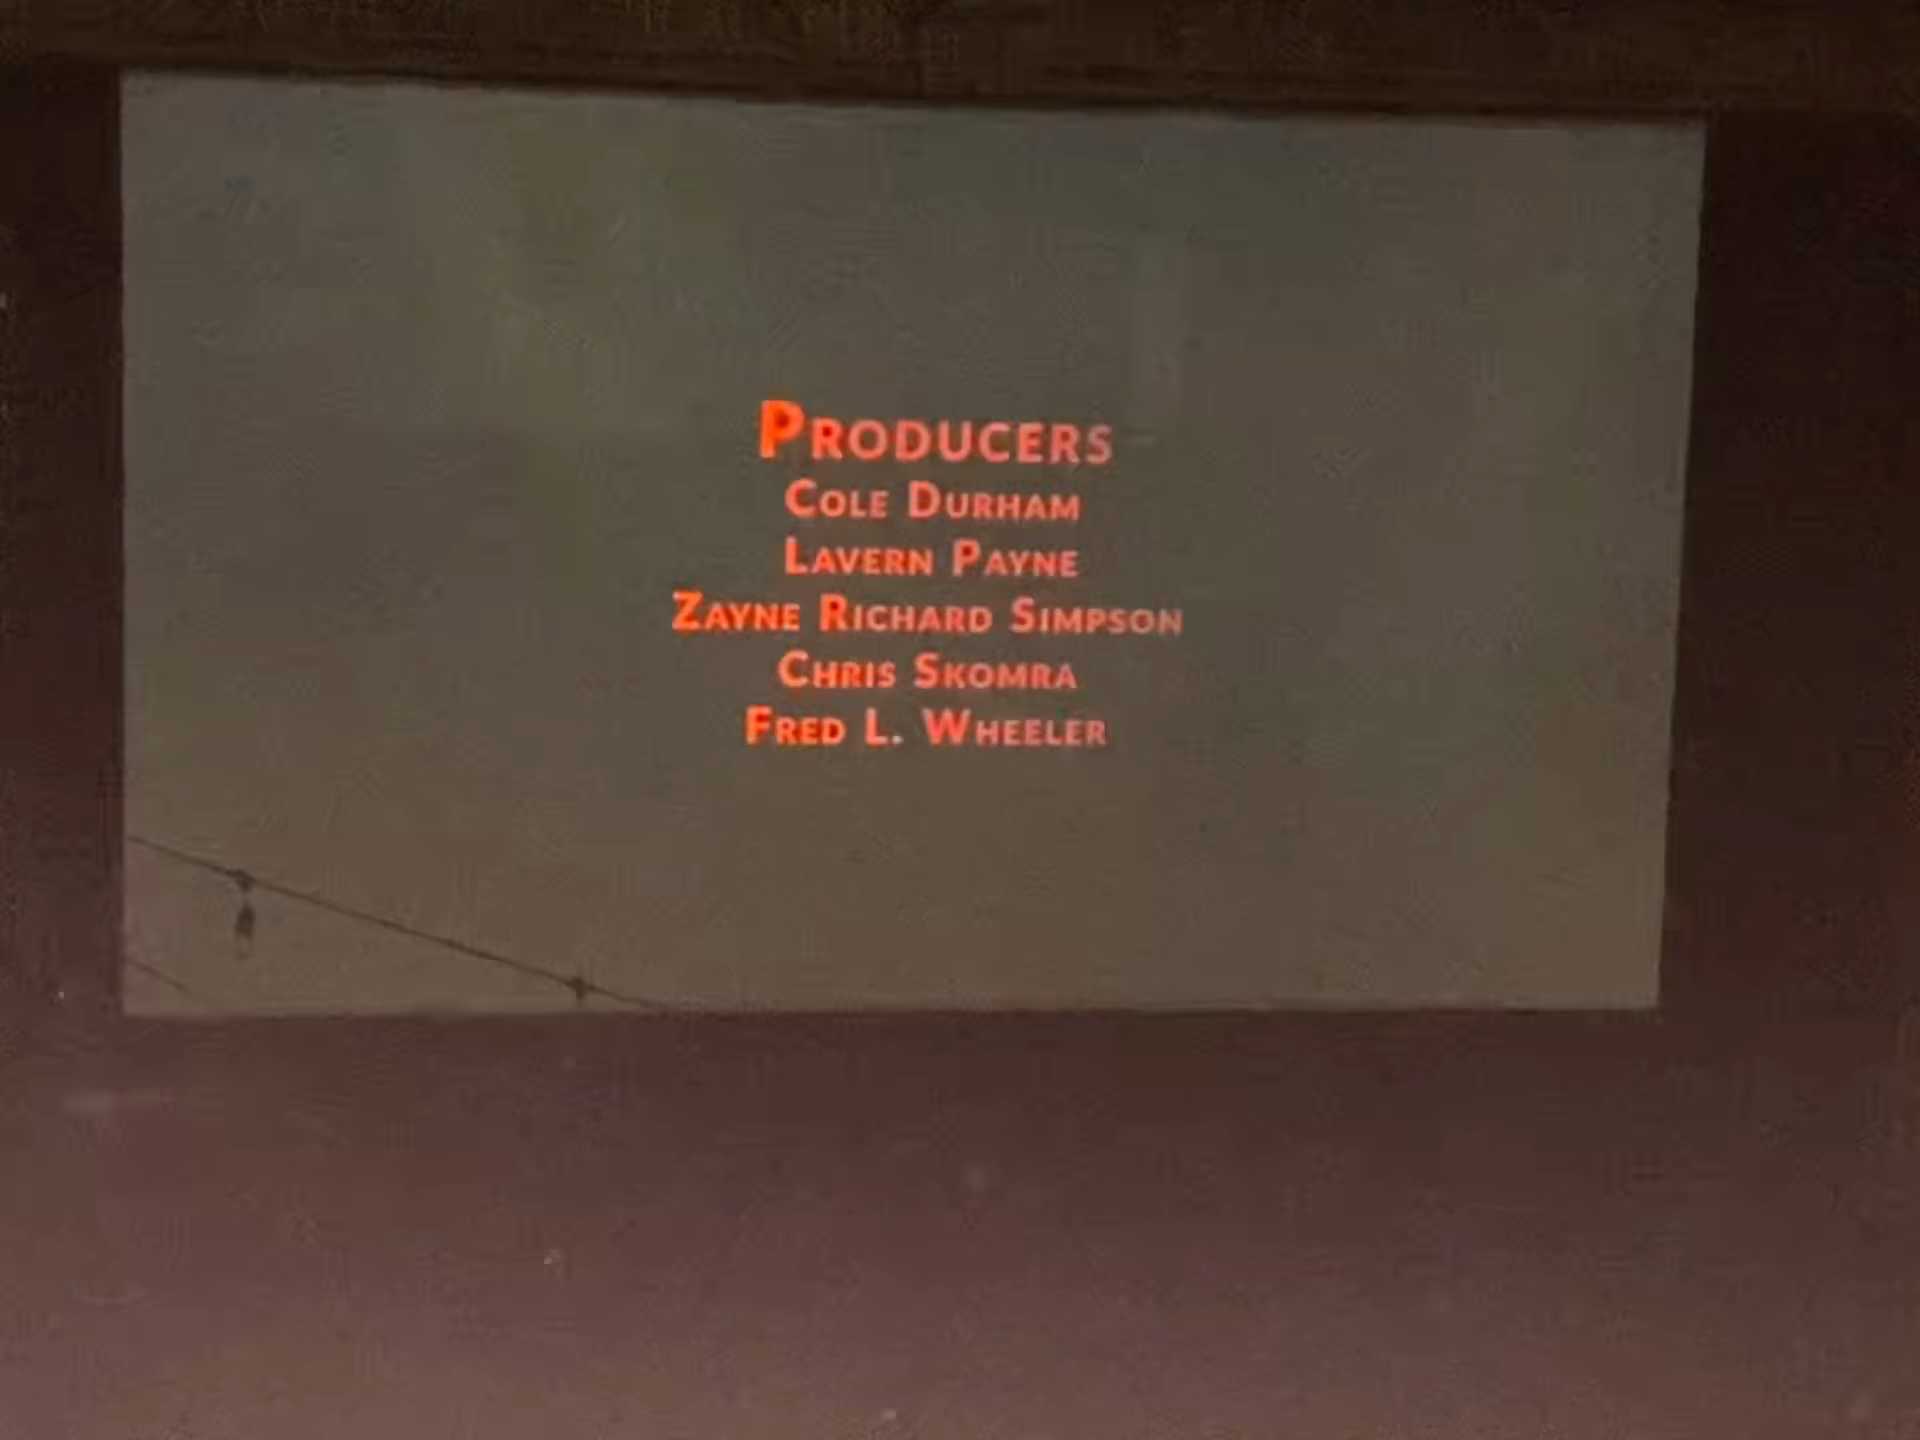 Producers
Cole Durham
Lavern Payne
Zayne Richard Simpson
Chris Skomra
Fred L. Wheeler